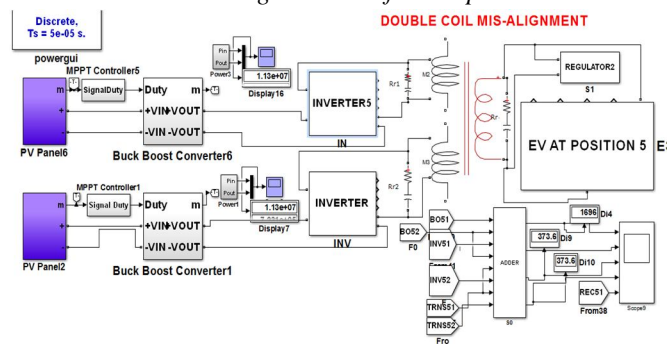 DOUBLE COIL MIS-ALIGNMENT
Discrete,
Ts = 5e-05 s.
powergui
MPPT Controller5
m
+
-
PV Panel6
SignalDuty
Duty
m
+VIN
+VOUT
-VIN
-VOUT
Buck Boost Converter6
Pin
Pout
Power3
1.13e+07
Display16
INVERTER5
IN
Rr1
M2
Rr
REGULATOR2
S1
EV AT POSITION 5
MPPT Controller1
m
+
-
PV Panel2
Signal Duty
Duty
m
+VIN
+VOUT
-VIN
-VOUT
Buck Boost Converter1
Pin
Pout
Power1
1.13e+07
Display7
INVERTER
INV
Rr2
M3
BO51
BO52
F0
INV51
INV52
TRNS51
TRNS52
Fro
ADDER
S0
1696
Di4
373.6
Di9
373.6
Di10
REC51
From38
Scope9